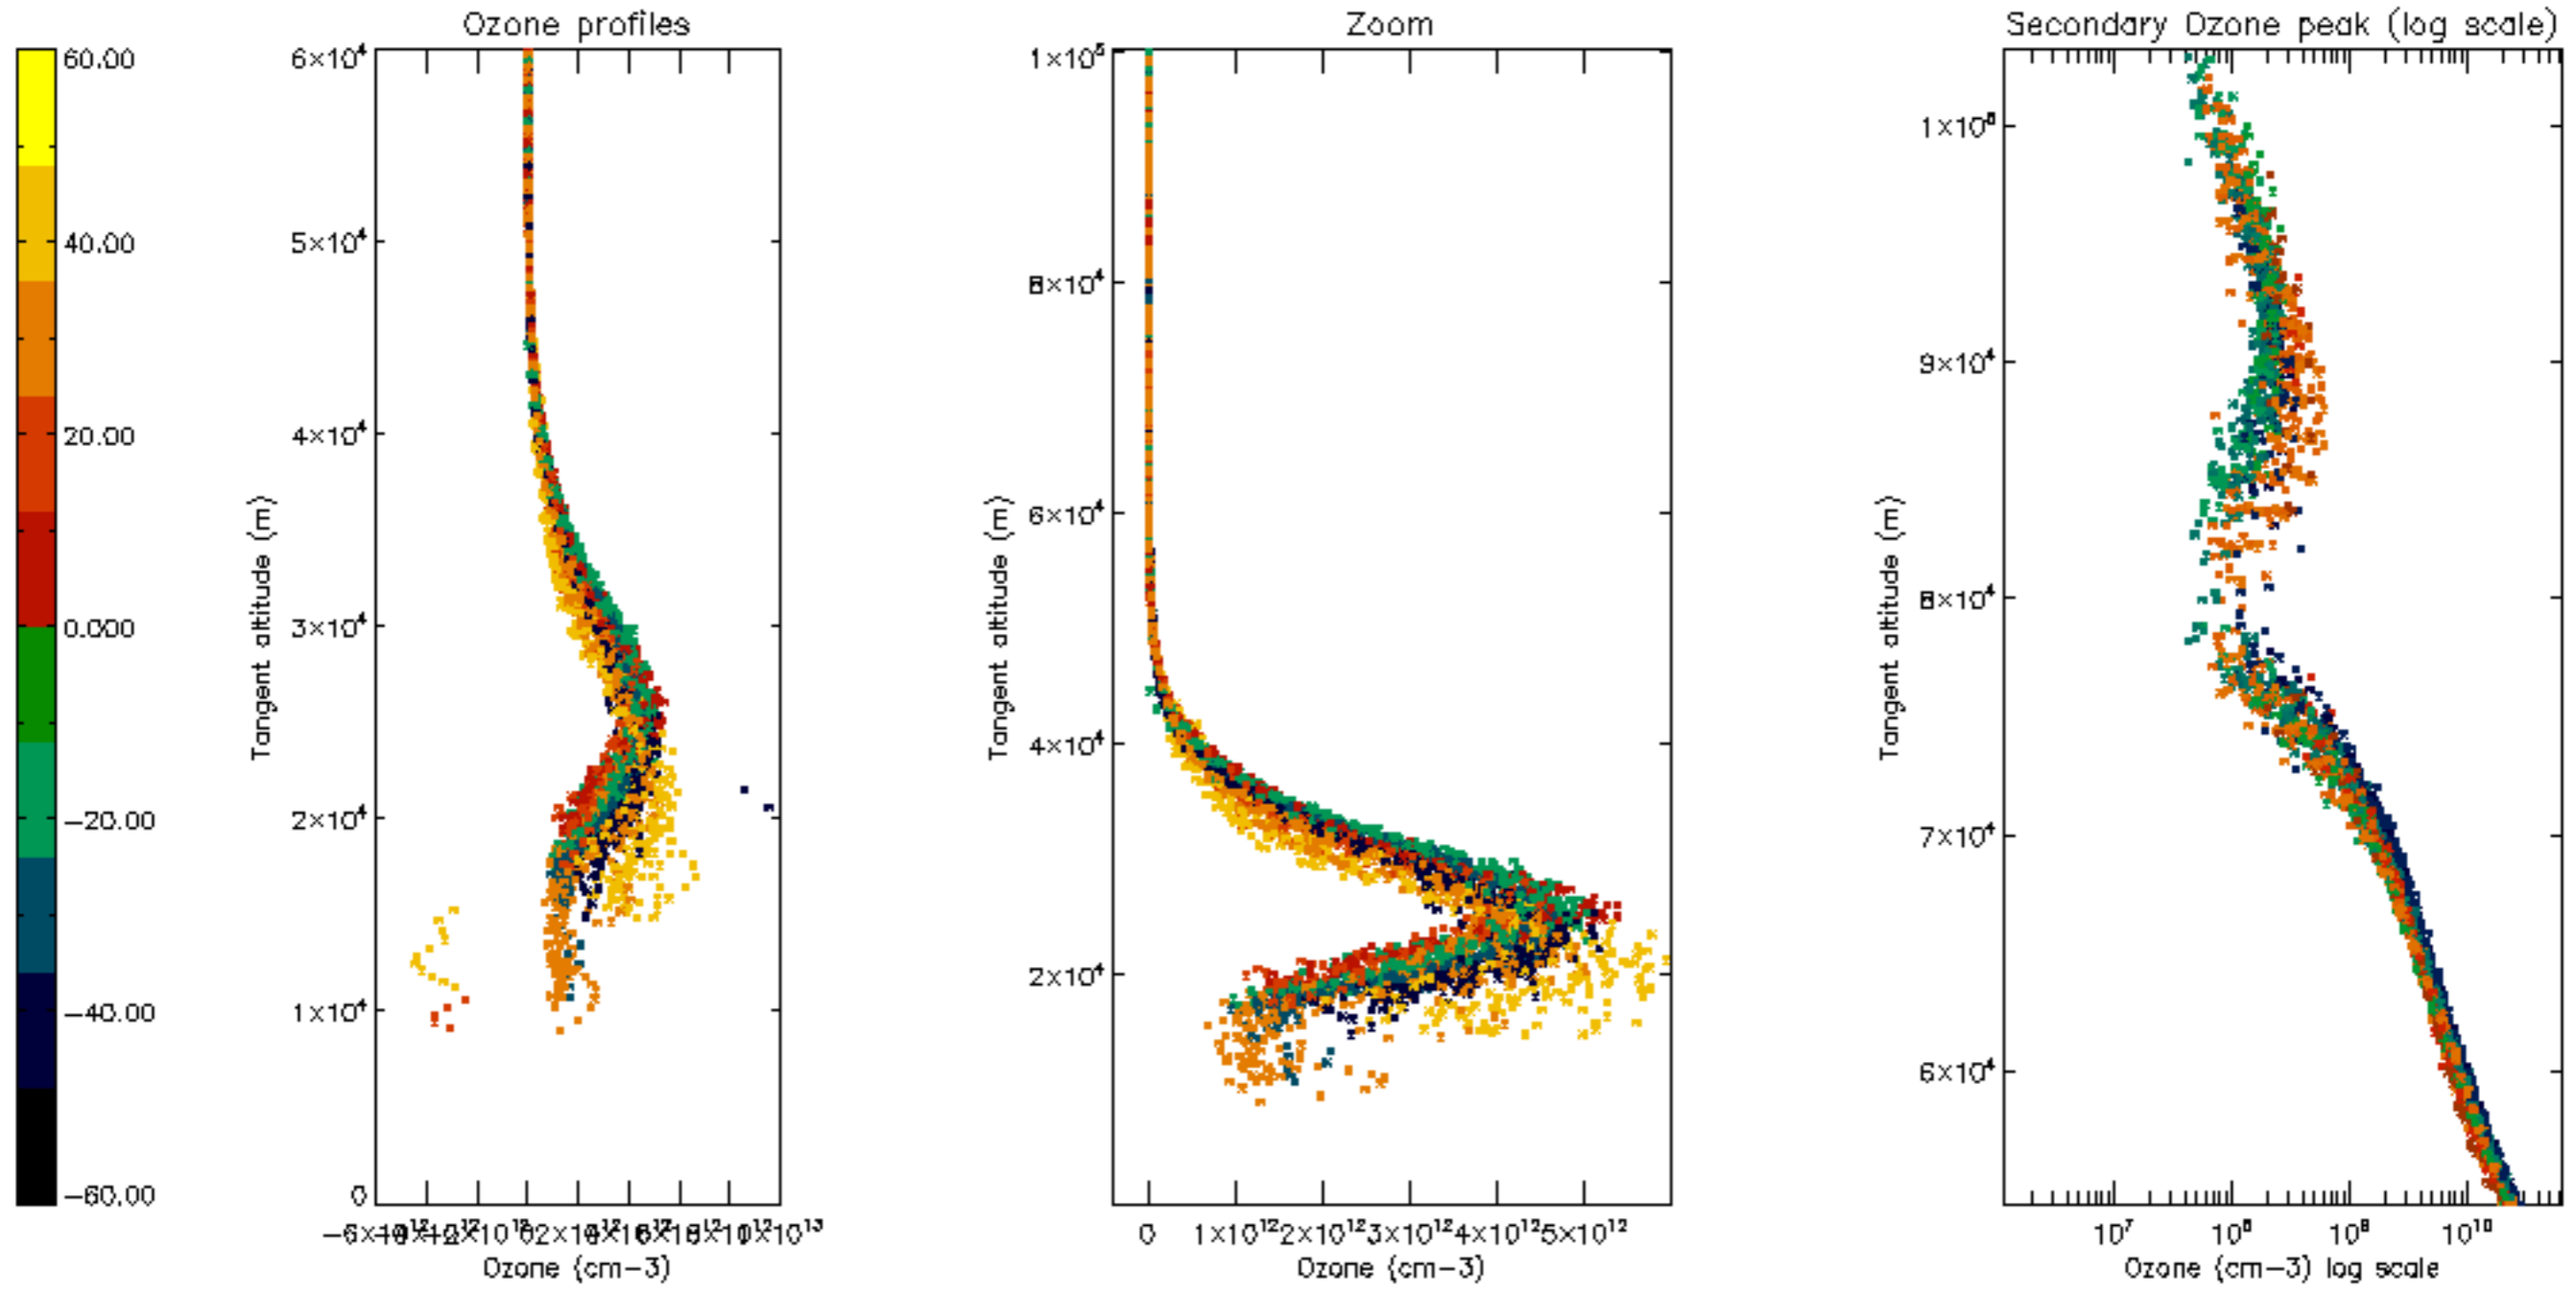 Ozone profiles
Zoom
Secondary Ozone peak (log scale)
60.00
40.00
20.00
0.000
−20.00
−40.00
−60.00
6×10⁴
5×10⁴
4×10⁴
3×10⁴
2×10⁴
1×10⁴
0
Tangent altitude (m)
Ozone (cm−3)
1×10⁵
8×10⁴
6×10⁴
4×10⁴
2×10⁴
Tangent altitude (m)
0 1×10¹² 2×10¹² 3×10¹² 4×10¹² 5×10¹²
Ozone (cm−3)
1×10⁵
9×10⁴
8×10⁴
7×10⁴
6×10⁴
Tangent altitude (m)
10⁷ 10⁸ 10⁹ 10¹⁰
Ozone (cm−3) log scale